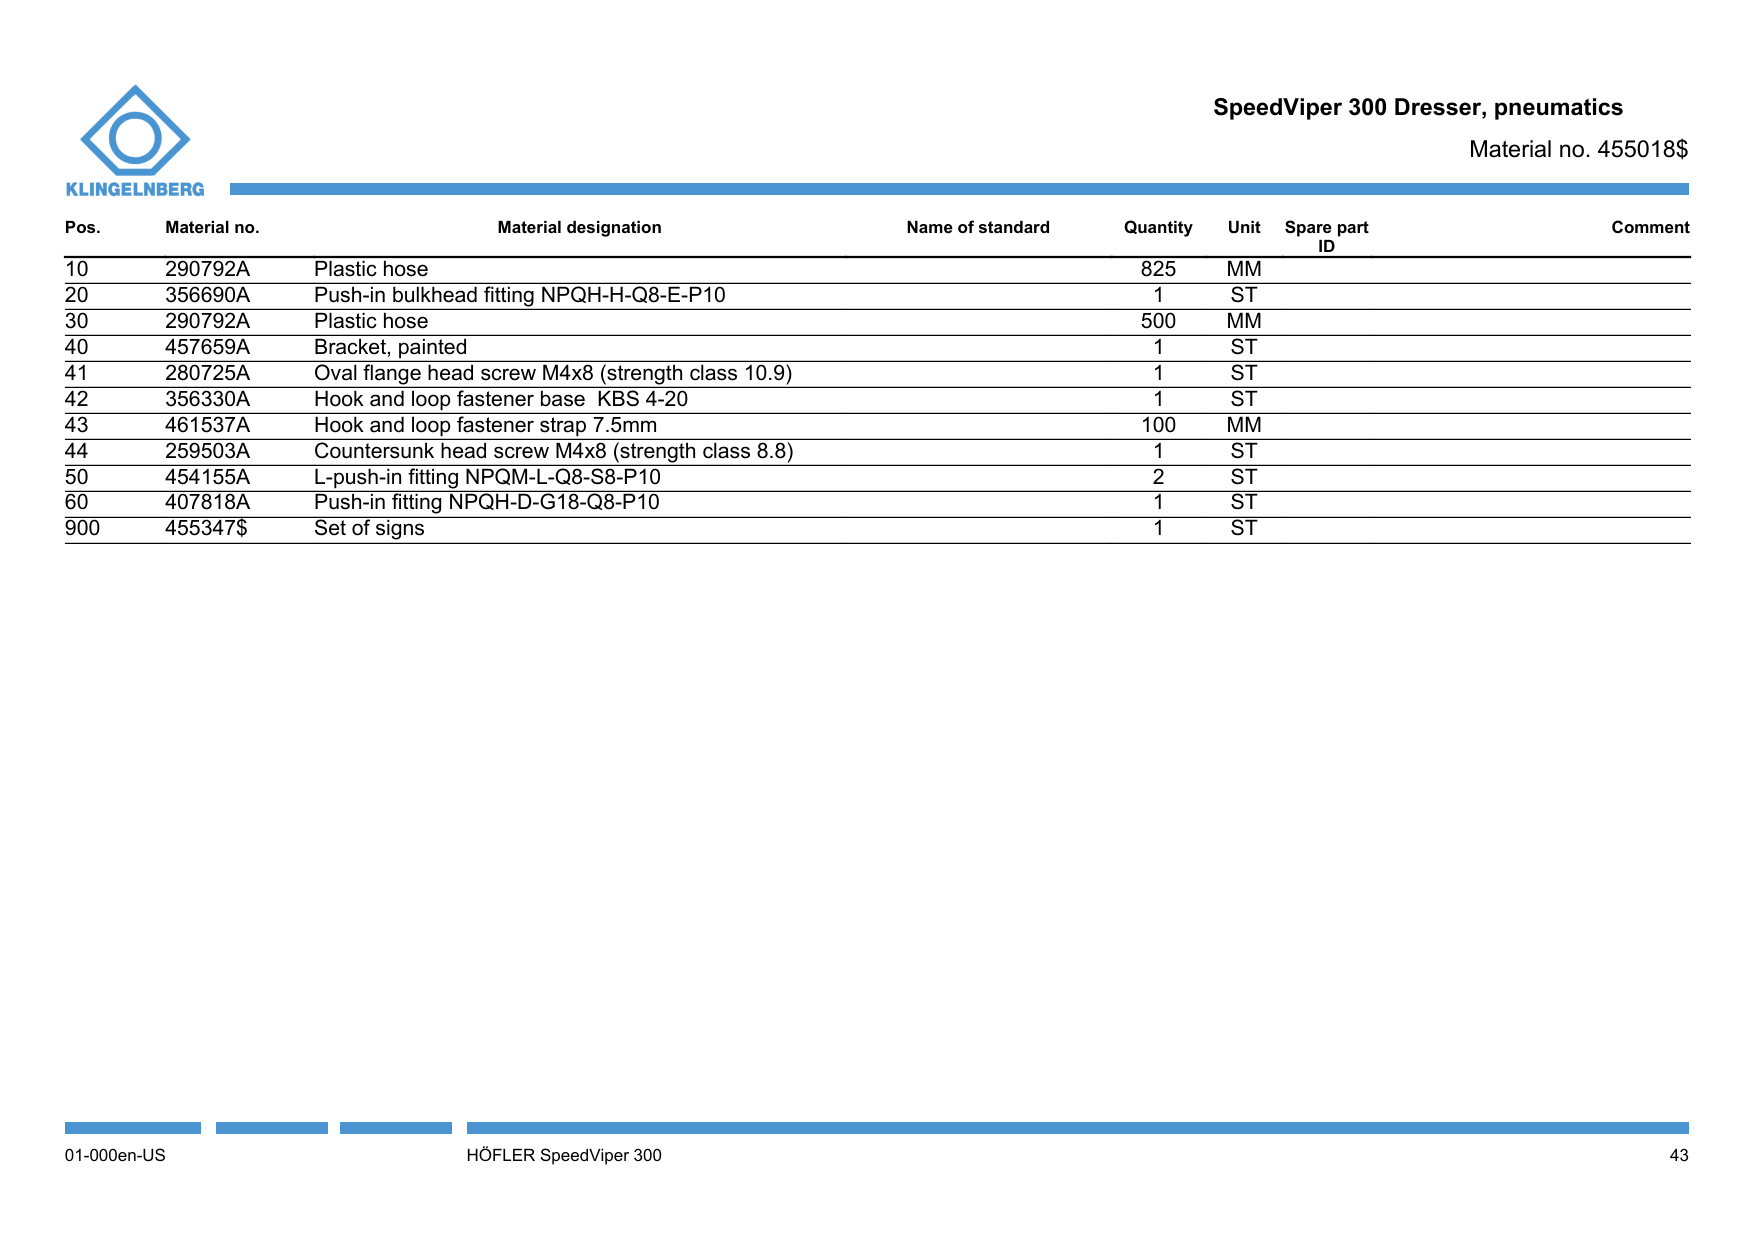 SpeedViper 300 Dresser, pneumatics
Material no. 455018$
KLINGELNBERG
Pos. Material no. Material designation Name of standard Quantity Unit Spare part ID Comment
10 290792A Plastic hose 825 MM
20 356690A Push-in bulkhead fitting NPQH-H-Q8-E-P10 1 ST
30 290792A Plastic hose 500 MM
40 457659A Bracket, painted 1 ST
41 280725A Oval flange head screw M4x8 (strength class 10.9) 1 ST
42 356330A Hook and loop fastener base  KBS 4-20 1 ST
43 461537A Hook and loop fastener strap 7.5mm 100 MM
44 259503A Countersunk head screw M4x8 (strength class 8.8) 1 ST
50 454155A L-push-in fitting NPQM-L-Q8-S8-P10 2 ST
60 407818A Push-in fitting NPQH-D-G18-Q8-P10 1 ST
900 455347$ Set of signs 1 ST
01-000en-US HÖFLER SpeedViper 300 43